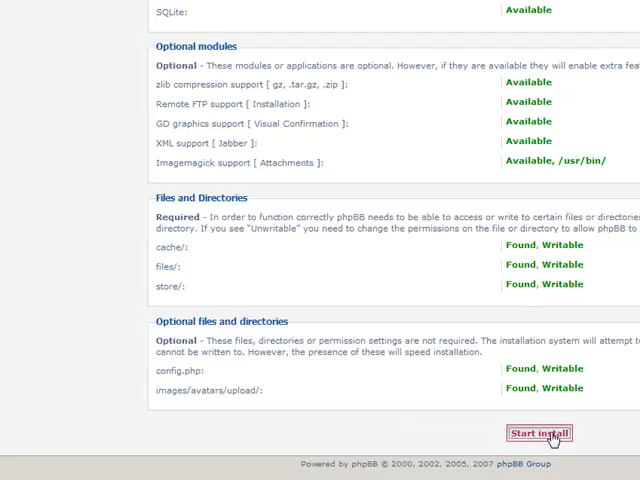 SQLite: Available
Optional modules
Optional - These modules or applications are optional. However, if they are available they will enable extra
zlib compression support [ gz, .tar.gz, .zip ]: Available
Remote FTP support [ Installation ]: Available
GD graphics support [ Visual Confirmation ]: Available
XML support [ Jabber ]: Available
Imagemagick support [ Attachments ]: Available, /usr/bin/
Files and Directories
Required - In order to function correctly phpBB needs to be able to access or write to certain files or directories
directory. If you see "Unwritable" you need to change the permissions on the file or directory to allow phpBB to
cache/: Found, Writable
files/: Found, Writable
store/: Found, Writable
Optional files and directories
Optional - These files, directories or permission settings are not required. The installation system will attempt
cannot be written to. However, the presence of these will speed installation.
config.php: Found, Writable
images/avatars/upload/: Found, Writable
Start install
Powered by phpBB © 2000, 2002, 2005, 2007 phpBB Group